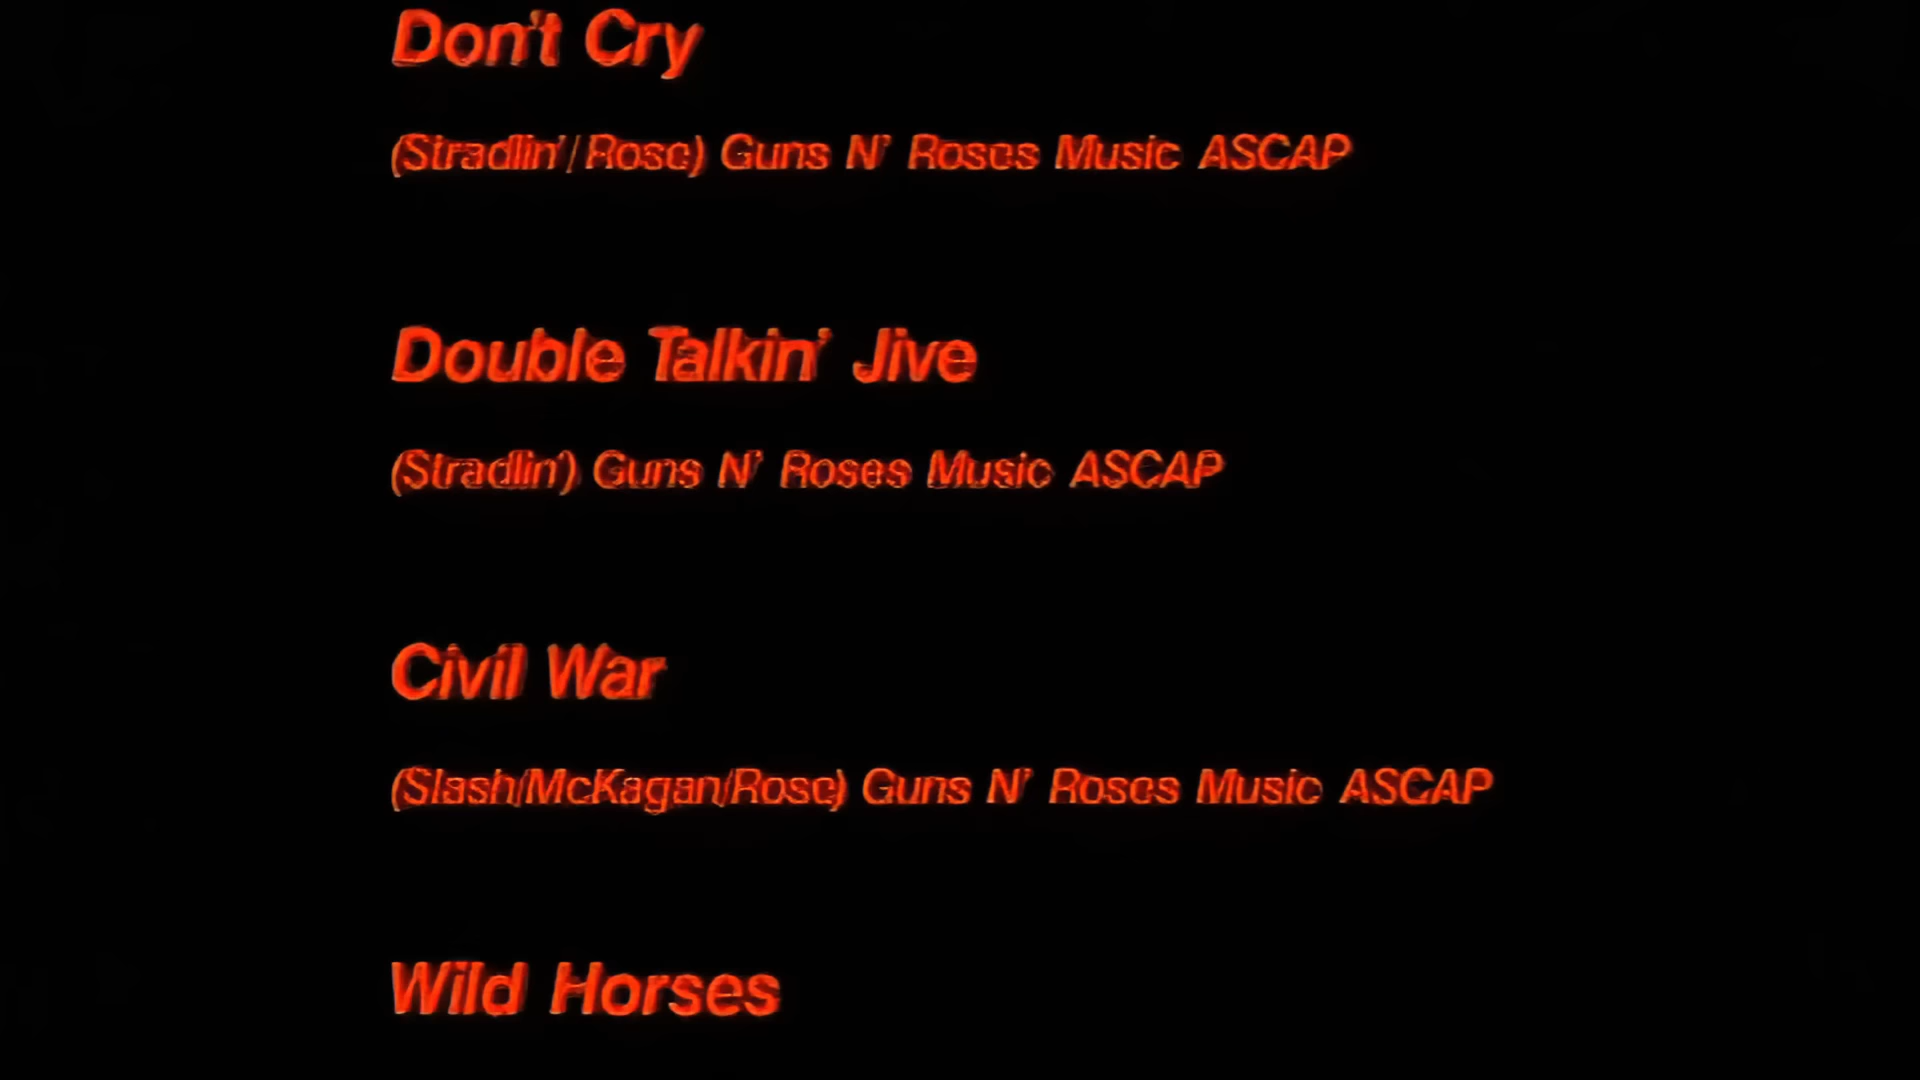 Don't Cry
(Stradlin'/Rose) Guns N' Roses Music ASCAP
Double Talkin' Jive
(Stradlin') Guns N' Roses Music ASCAP
Civil War
(Slash/McKagan/Rose) Guns N' Roses Music ASCAP
Wild Horses